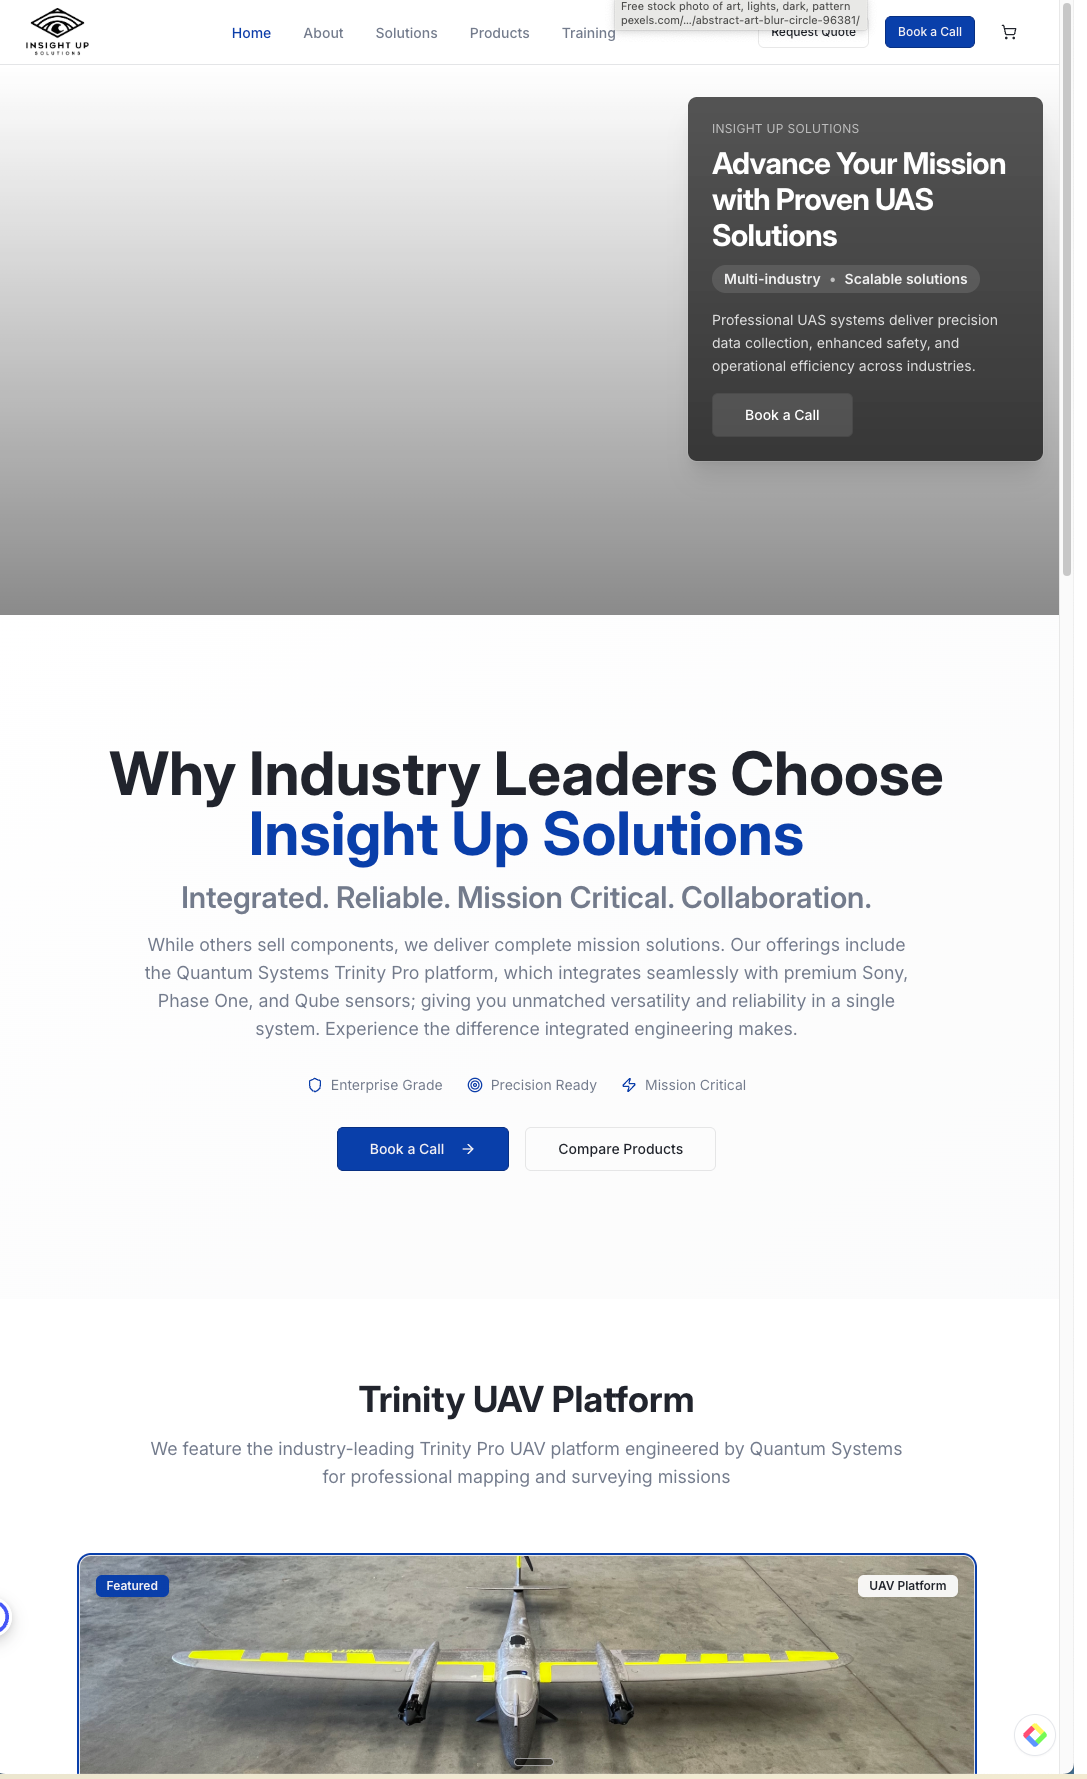 Free stock photo of art, lights, dark, pattern
pexels.com/.../abstract-art-blur-circle-96381/
INSIGHT UP
SOLUTIONS
Home
About
Solutions
Products
Training
Request Quote
Book a Call
INSIGHT UP SOLUTIONS
Advance Your Mission
with Proven UAS
Solutions
Multi-industry • Scalable solutions
Professional UAS systems deliver precision
data collection, enhanced safety, and
operational efficiency across industries.
Book a Call
Why Industry Leaders Choose
Insight Up Solutions
Integrated. Reliable. Mission Critical. Collaboration.
While others sell components, we deliver complete mission solutions. Our offerings include
the Quantum Systems Trinity Pro platform, which integrates seamlessly with premium Sony,
Phase One, and Qube sensors; giving you unmatched versatility and reliability in a single
system. Experience the difference integrated engineering makes.
Enterprise Grade
Precision Ready
Mission Critical
Book a Call
Compare Products
Trinity UAV Platform
We feature the industry-leading Trinity Pro UAV platform engineered by Quantum Systems
for professional mapping and surveying missions
Featured
UAV Platform